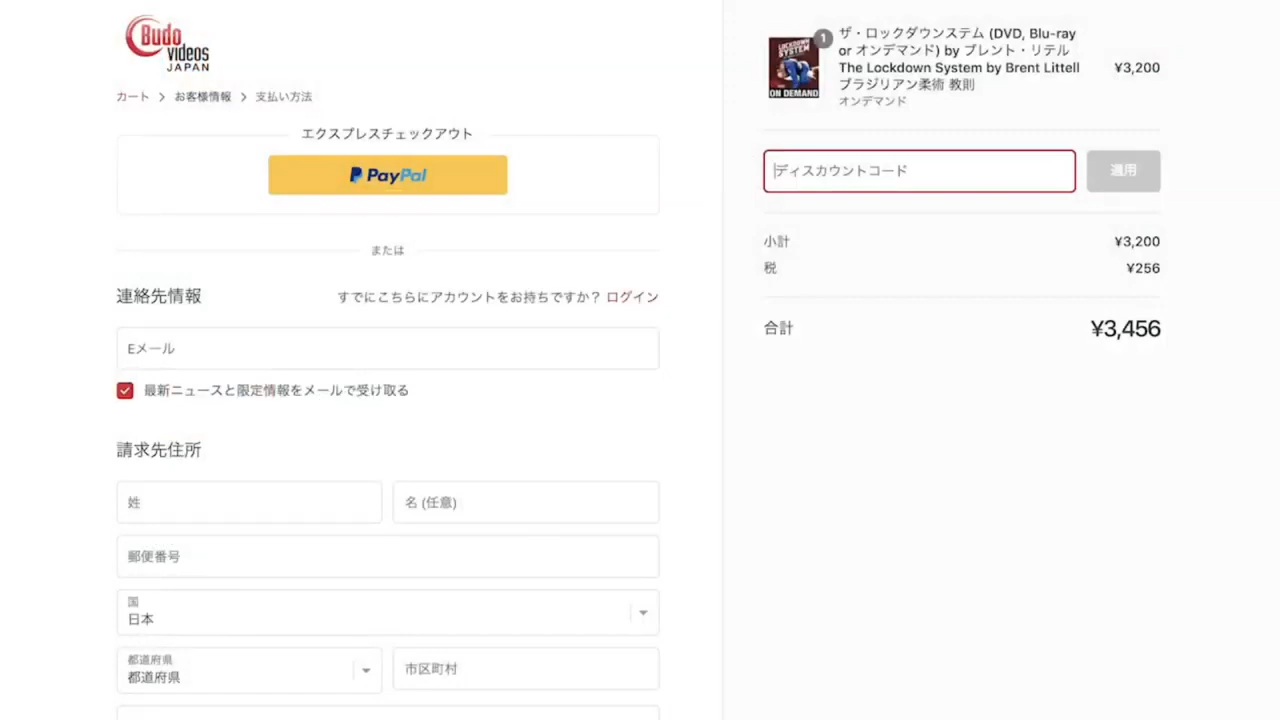 Budo
videos
JAPAN
カート > お客様情報 > 支払い方法
エクスプレスチェックアウト
PayPal
または
連絡先情報
すでにこちらにアカウントをお持ちですか？ ログイン
Eメール
最新ニュースと限定情報をメールで受け取る
請求先住所
姓
名 (任意)
郵便番号
国
日本
都道府県
都道府県
市区町村
LOCKDOWN
SYSTEM
ON DEMAND
1
ザ・ロックダウンステム (DVD, Blu-ray
or オンデマンド) by ブレント・リテル
The Lockdown System by Brent Littell
ブラジリアン柔術 教則
オンデマンド
¥3,200
ディスカウントコード
適用
小計
¥3,200
税
¥256
合計
¥3,456